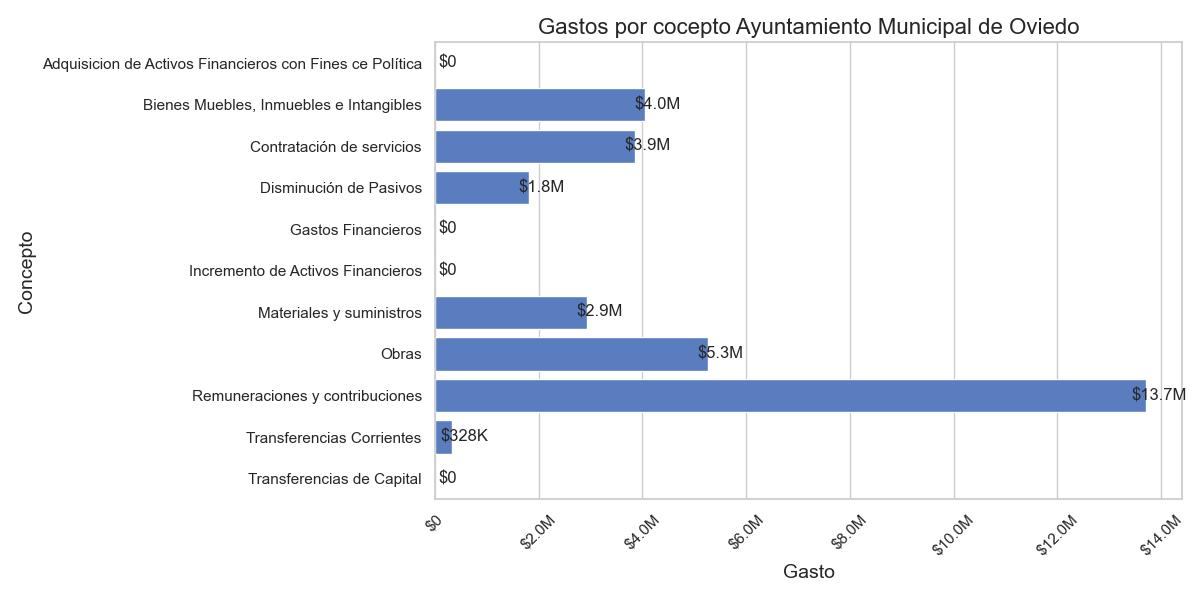 Gastos por cocepto Ayuntamiento Municipal de Oviedo
Concepto
Adquisicion de Activos Financieros con Fines ce Política $0
Bienes Muebles, Inmuebles e Intangibles $4.0M
Contratación de servicios $3.9M
Disminución de Pasivos $1.8M
Gastos Financieros $0
Incremento de Activos Financieros $0
Materiales y suministros $2.9M
Obras $5.3M
Remuneraciones y contribuciones $13.7M
Transferencias Corrientes $328K
Transferencias de Capital $0
$0 $2.0M $4.0M $6.0M $8.0M $10.0M $12.0M $14.0M
Gasto